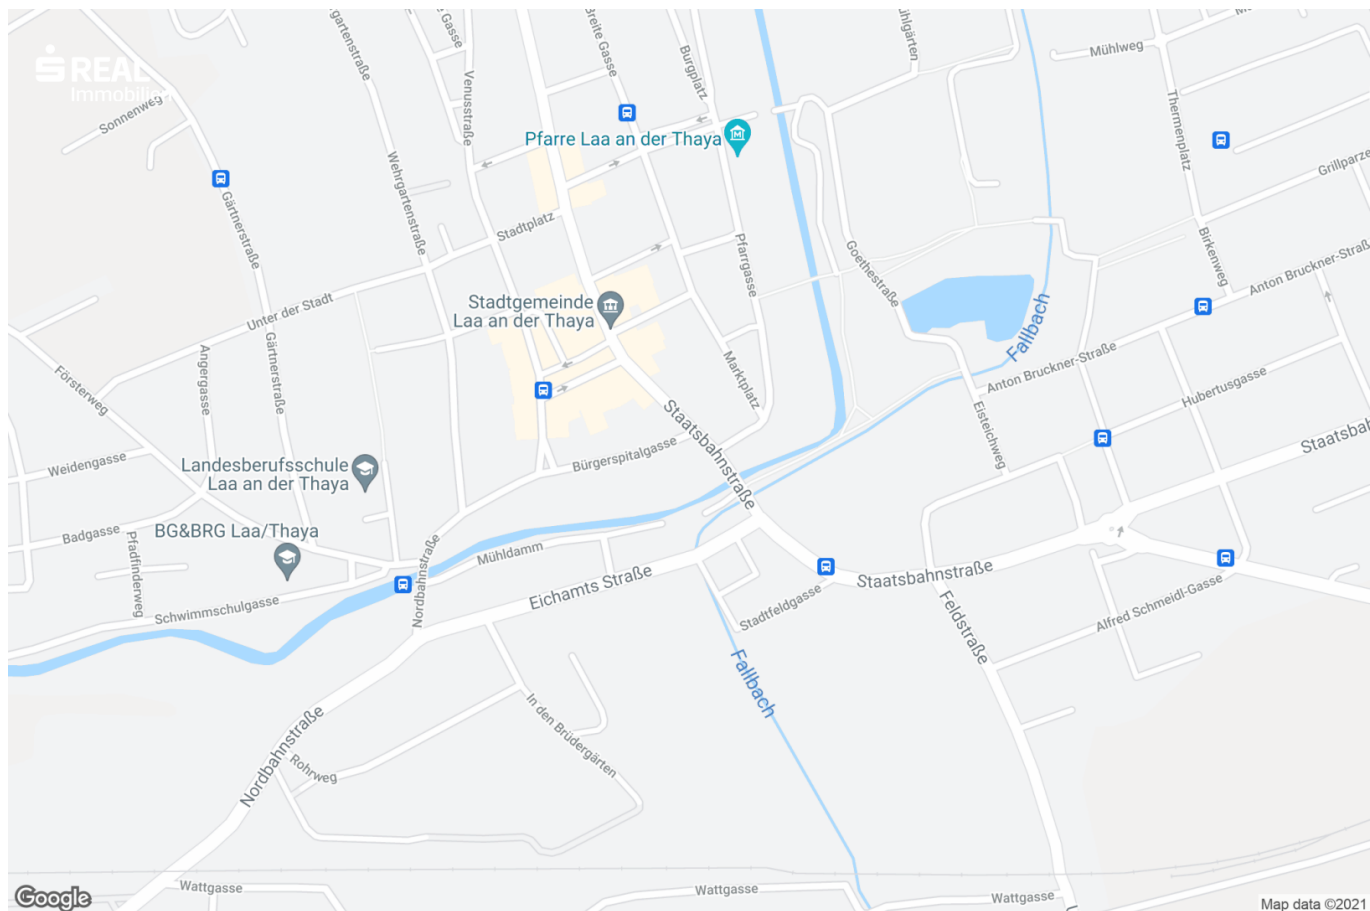 S REAL
Immobilien
Sonnenweg
Gärtnerstraße
Wehrgartenstraße
Venusstraße
Breite Gasse
Burgplatz
Mühlweg
Thermenplatz
Pfarre Laa an der Thaya
Stadtplatz
Pfarrgasse
Goethestraße
Birkenweg
Anton Bruckner-Straß
Unter der Stadt
Stadtgemeinde
Laa an der Thaya
Fallbach
Försterweg
Angergasse
Gärtnerstraße
Marktplatz
Anton Bruckner-Straße
Hubertusgasse
Eisteichweg
Staatsbahnstraße
Weidengasse
Landesberufsschule
Laa an der Thaya
Bürgerspitalgasse
Badgasse
BG&BRG Laa/Thaya
Pfadfinderweg
Mühldamm
Nordbahnstraße
Schwimmschulgasse
Eichamts Straße
Staatsbahnstraße
Stadtfeldgasse
Feldstraße
Alfred Schmeidl-Gasse
Fallbach
In den Brüdergärten
Nordbahnstraße
Rohrweg
Wattgasse
Wattgasse
Wattgasse
Google
Map data ©2021